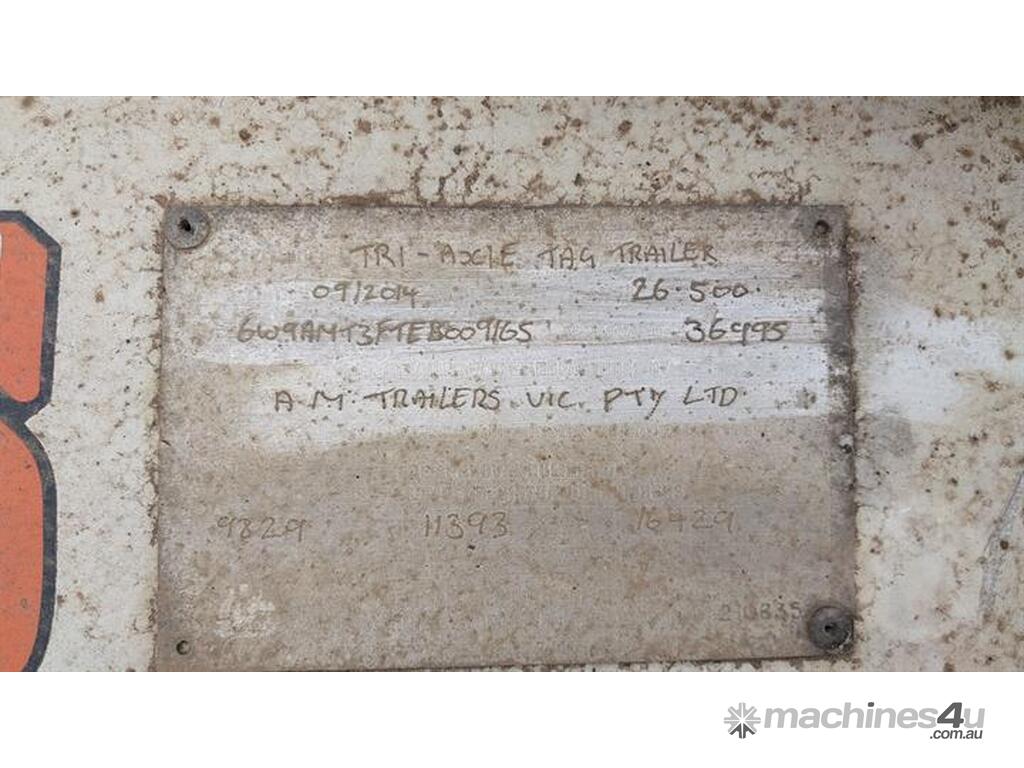 TRI-AXLE TAG TRAILER
09/2014 26.500.
6W9AMT3FTEB009165 36995
A M TRAILERS VIC. PTY LTD.
9829 11393 16429
210835
machines4u
.com.au